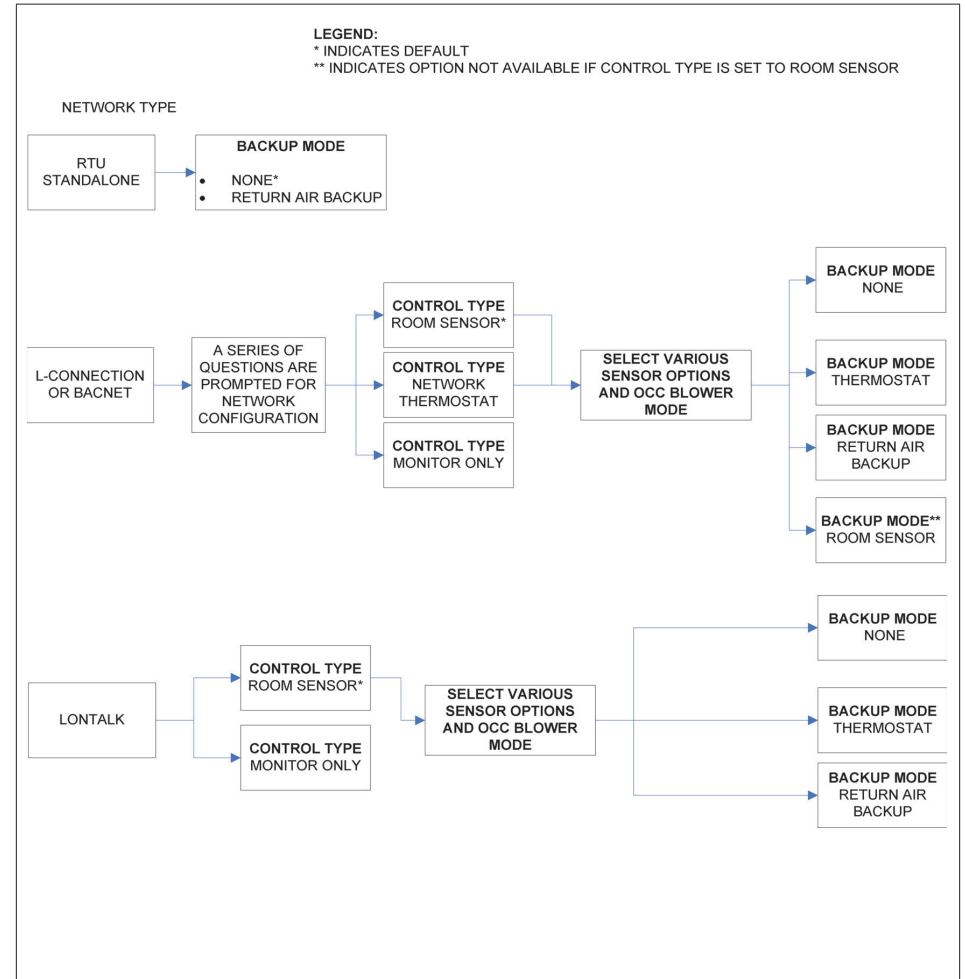 LEGEND:
* INDICATES DEFAULT
** INDICATES OPTION NOT AVAILABLE IF CONTROL TYPE IS SET TO ROOM SENSOR
NETWORK TYPE
RTU
STANDALONE
BACKUP MODE
• NONE*
• RETURN AIR BACKUP
L-CONNECTION
OR BACNET
A SERIES OF
QUESTIONS ARE
PROMPTED FOR
NETWORK
CONFIGURATION
CONTROL TYPE
ROOM SENSOR*
CONTROL TYPE
NETWORK
THERMOSTAT
CONTROL TYPE
MONITOR ONLY
SELECT VARIOUS
SENSOR OPTIONS
AND OCC BLOWER
MODE
BACKUP MODE
NONE
BACKUP MODE
THERMOSTAT
BACKUP MODE
RETURN AIR
BACKUP
BACKUP MODE**
ROOM SENSOR
LONTALK
CONTROL TYPE
ROOM SENSOR*
CONTROL TYPE
MONITOR ONLY
SELECT VARIOUS
SENSOR OPTIONS
AND OCC BLOWER
MODE
BACKUP MODE
NONE
BACKUP MODE
THERMOSTAT
BACKUP MODE
RETURN AIR
BACKUP